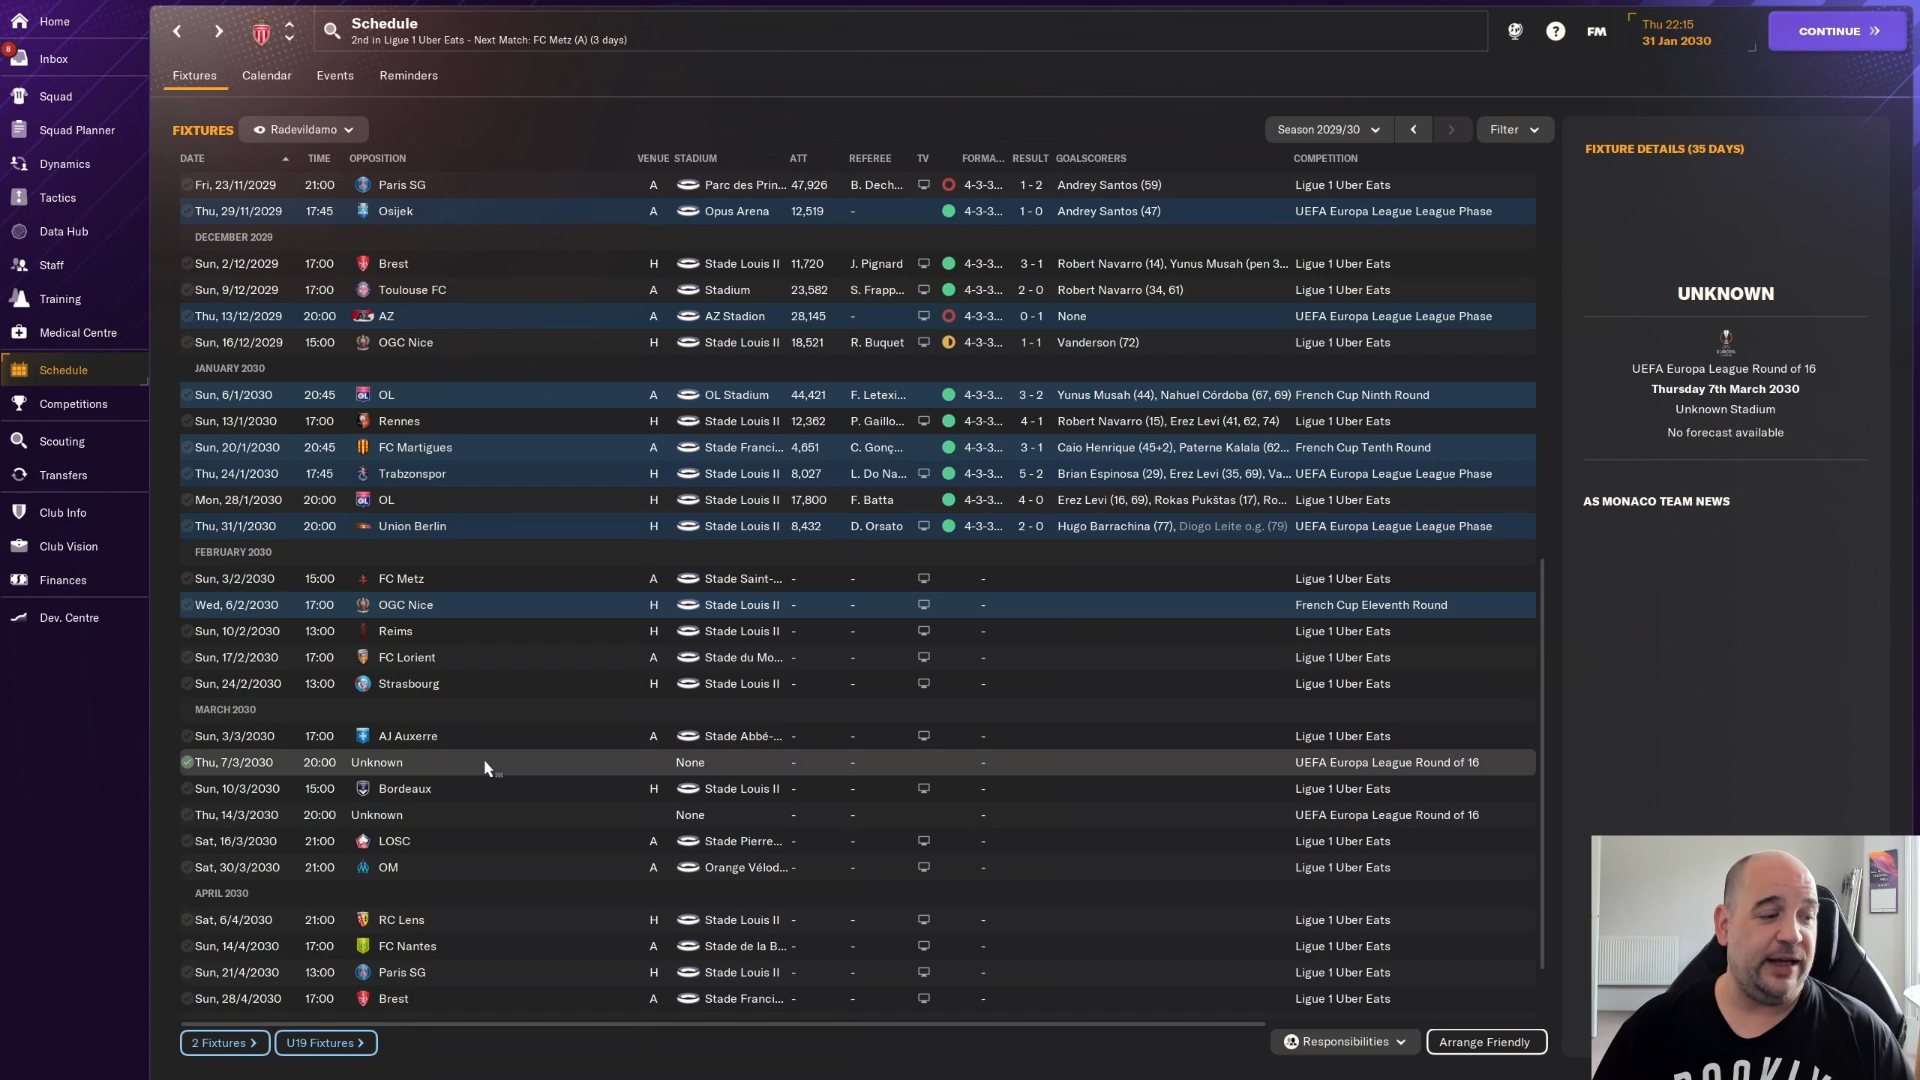 Home
8
Inbox
Squad
Squad Planner
Dynamics
Tactics
Data Hub
Staff
Training
Medical Centre
Schedule
Competitions
Scouting
Transfers
Club Info
Club Vision
Finances
Dev. Centre
Schedule
2nd in Ligue 1 Uber Eats - Next Match: FC Metz (A) (3 days)
FM
Thu 22:15
31 Jan 2030
CONTINUE
Fixtures Calendar Events Reminders
FIXTURES Radevildamo Season 2029/30 Filter
DATE TIME OPPOSITION VENUE STADIUM ATT REFEREE TV FORMA... RESULT GOALSCORERS COMPETITION
Fri, 23/11/2029 21:00 Paris SG A Parc des Prin... 47,926 B. Dech... 4-3-3... 1 - 2 Andrey Santos (59) Ligue 1 Uber Eats
Thu, 29/11/2029 17:45 Osijek A Opus Arena 12,519 - 4-3-3... 1 - 0 Andrey Santos (47) UEFA Europa League League Phase
DECEMBER 2029
Sun, 2/12/2029 17:00 Brest H Stade Louis II 11,720 J. Pignard 4-3-3... 3 - 1 Robert Navarro (14), Yunus Musah (pen 3... Ligue 1 Uber Eats
Sun, 9/12/2029 17:00 Toulouse FC A Stadium 23,582 S. Frapp... 4-3-3... 2 - 0 Robert Navarro (34, 61) Ligue 1 Uber Eats
Thu, 13/12/2029 20:00 AZ A AZ Stadion 28,145 - 4-3-3... 0 - 1 None UEFA Europa League League Phase
Sun, 16/12/2029 15:00 OGC Nice H Stade Louis II 18,521 R. Buquet 4-3-3... 1 - 1 Vanderson (72) Ligue 1 Uber Eats
JANUARY 2030
Sun, 6/1/2030 20:45 OL A OL Stadium 44,421 F. Letexi... 4-3-3... 3 - 2 Yunus Musah (44), Nahuel Córdoba (67, 69) French Cup Ninth Round
Sun, 13/1/2030 17:00 Rennes H Stade Louis II 12,362 P. Gaillo... 4-3-3... 4 - 1 Robert Navarro (15), Erez Levi (41, 62, 74) Ligue 1 Uber Eats
Sun, 20/1/2030 20:45 FC Martigues A Stade Franci... 4,651 C. Gonç... 4-3-3... 3 - 1 Caio Henrique (45+2), Paterne Kalala (62... French Cup Tenth Round
Thu, 24/1/2030 17:45 Trabzonspor H Stade Louis II 8,027 L. Do Na... 4-3-3... 5 - 2 Brian Espinosa (29), Erez Levi (35, 69), Va... UEFA Europa League League Phase
Mon, 28/1/2030 20:00 OL H Stade Louis II 17,800 F. Batta 4-3-3... 4 - 0 Erez Levi (16, 69), Rokas Pukštas (17), Ro... Ligue 1 Uber Eats
Thu, 31/1/2030 20:00 Union Berlin H Stade Louis II 8,432 D. Orsato 4-3-3... 2 - 0 Hugo Barrachina (77), Diogo Leite o.g. (79) UEFA Europa League League Phase
FEBRUARY 2030
Sun, 3/2/2030 15:00 FC Metz A Stade Saint-... - - - Ligue 1 Uber Eats
Wed, 6/2/2030 17:00 OGC Nice H Stade Louis II - - - French Cup Eleventh Round
Sun, 10/2/2030 13:00 Reims H Stade Louis II - - - Ligue 1 Uber Eats
Sun, 17/2/2030 17:00 FC Lorient A Stade du Mo... - - - Ligue 1 Uber Eats
Sun, 24/2/2030 13:00 Strasbourg H Stade Louis II - - - Ligue 1 Uber Eats
MARCH 2030
Sun, 3/3/2030 17:00 AJ Auxerre A Stade Abbé-... - - - Ligue 1 Uber Eats
Thu, 7/3/2030 20:00 Unknown None - - - UEFA Europa League Round of 16
Sun, 10/3/2030 15:00 Bordeaux H Stade Louis II - - - Ligue 1 Uber Eats
Thu, 14/3/2030 20:00 Unknown None - - - UEFA Europa League Round of 16
Sat, 16/3/2030 21:00 LOSC A Stade Pierre... - - - Ligue 1 Uber Eats
Sat, 30/3/2030 21:00 OM A Orange Vélod... - - - Ligue 1 Uber Eats
APRIL 2030
Sat, 6/4/2030 21:00 RC Lens H Stade Louis II - - - Ligue 1 Uber Eats
Sun, 14/4/2030 17:00 FC Nantes A Stade de la B... - - - Ligue 1 Uber Eats
Sun, 21/4/2030 13:00 Paris SG H Stade Louis II - - - Ligue 1 Uber Eats
Sun, 28/4/2030 17:00 Brest A Stade Franci... - - - Ligue 1 Uber Eats
2 Fixtures U19 Fixtures Responsibilities Arrange Friendly
FIXTURE DETAILS (35 DAYS)
UNKNOWN
UEFA Europa League Round of 16
Thursday 7th March 2030
Unknown Stadium
No forecast available
AS MONACO TEAM NEWS